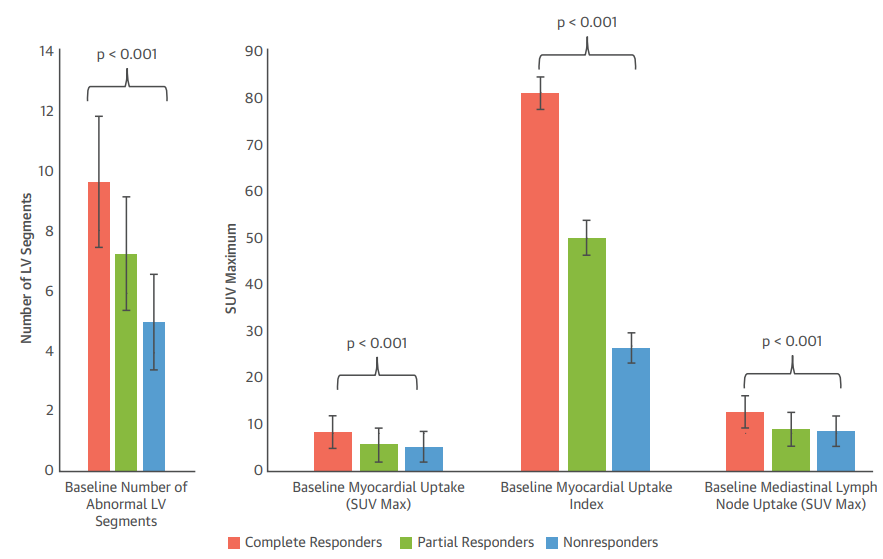 p < 0.001
14
12
10
8
6
4
2
0
Number of LV Segments
Baseline Number of
Abnormal LV
Segments
p < 0.001
p < 0.001
p < 0.001
90
80
70
60
50
40
30
20
10
0
SUV Maximum
Baseline Myocardial Uptake
(SUV Max)
Baseline Myocardial Uptake
Index
Baseline Mediastinal Lymph
Node Uptake (SUV Max)
Complete Responders
Partial Responders
Nonresponders